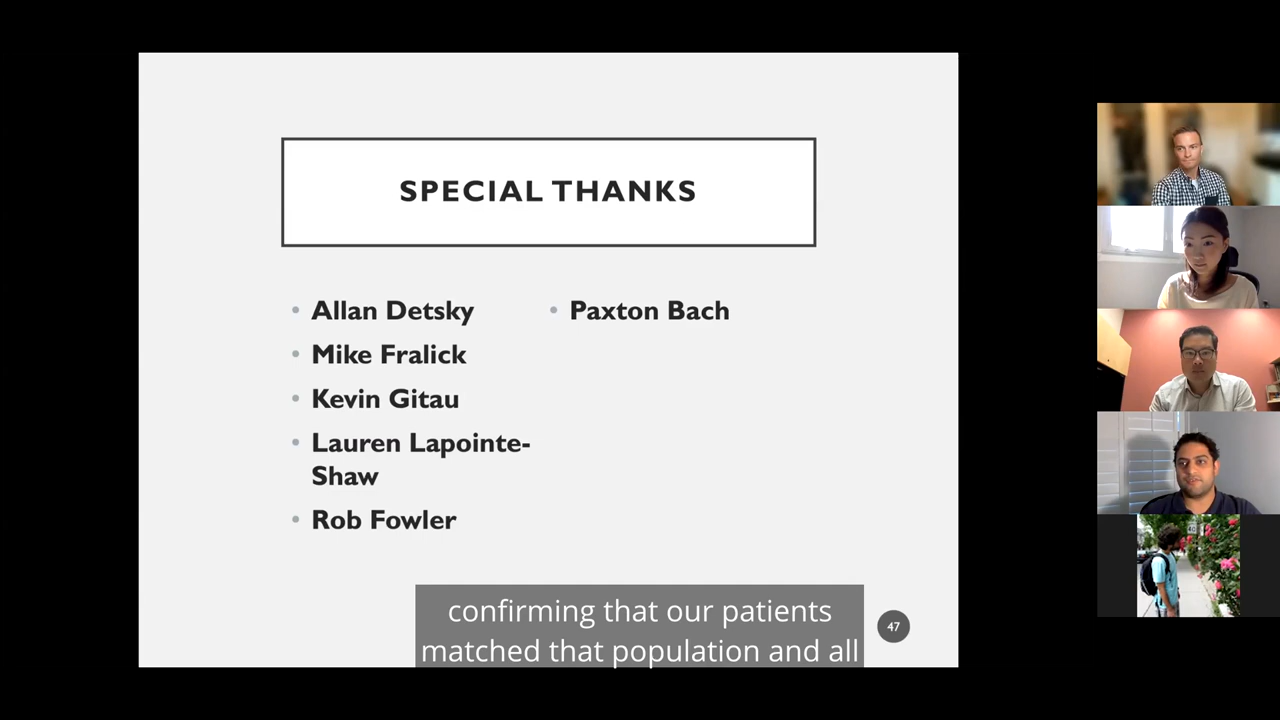 SPECIAL THANKS
• Allan Detsky
• Mike Fralick
• Kevin Gitau
• Lauren Lapointe-
Shaw
• Rob Fowler
• Paxton Bach
confirming that our patients
matched that population and all
47